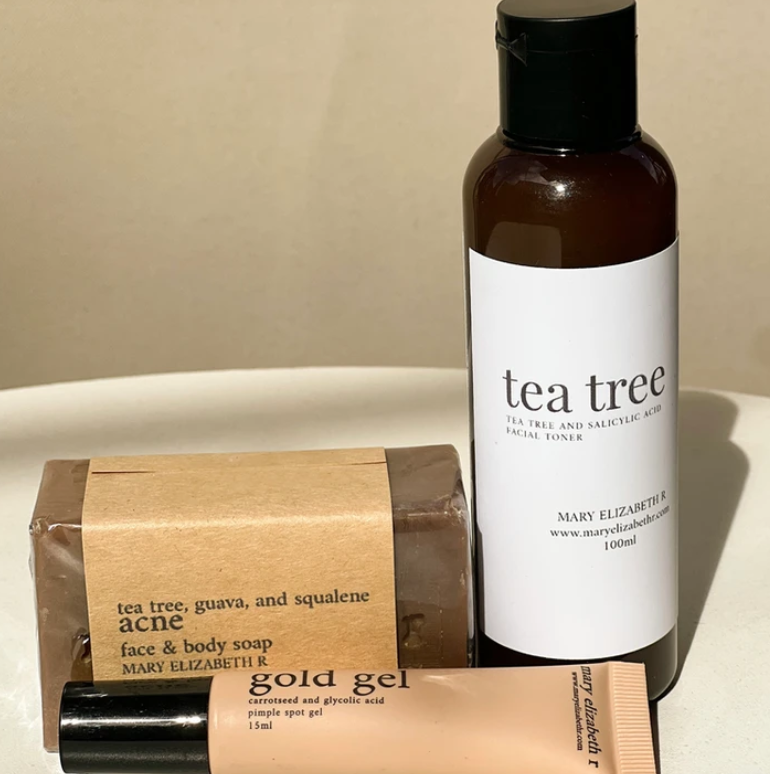 tea tree
TEA TREE AND SALICYLIC ACID
FACIAL TONER
MARY ELIZABETH R
www.maryelizabethr.com
100ml
tea tree, guava, and squalene
acne
face & body soap
MARY ELIZABETH R
gold gel
carrotseed and glycolic acid
pimple spot gel
15ml
mary elizabeth r
www.maryelizabethr.com